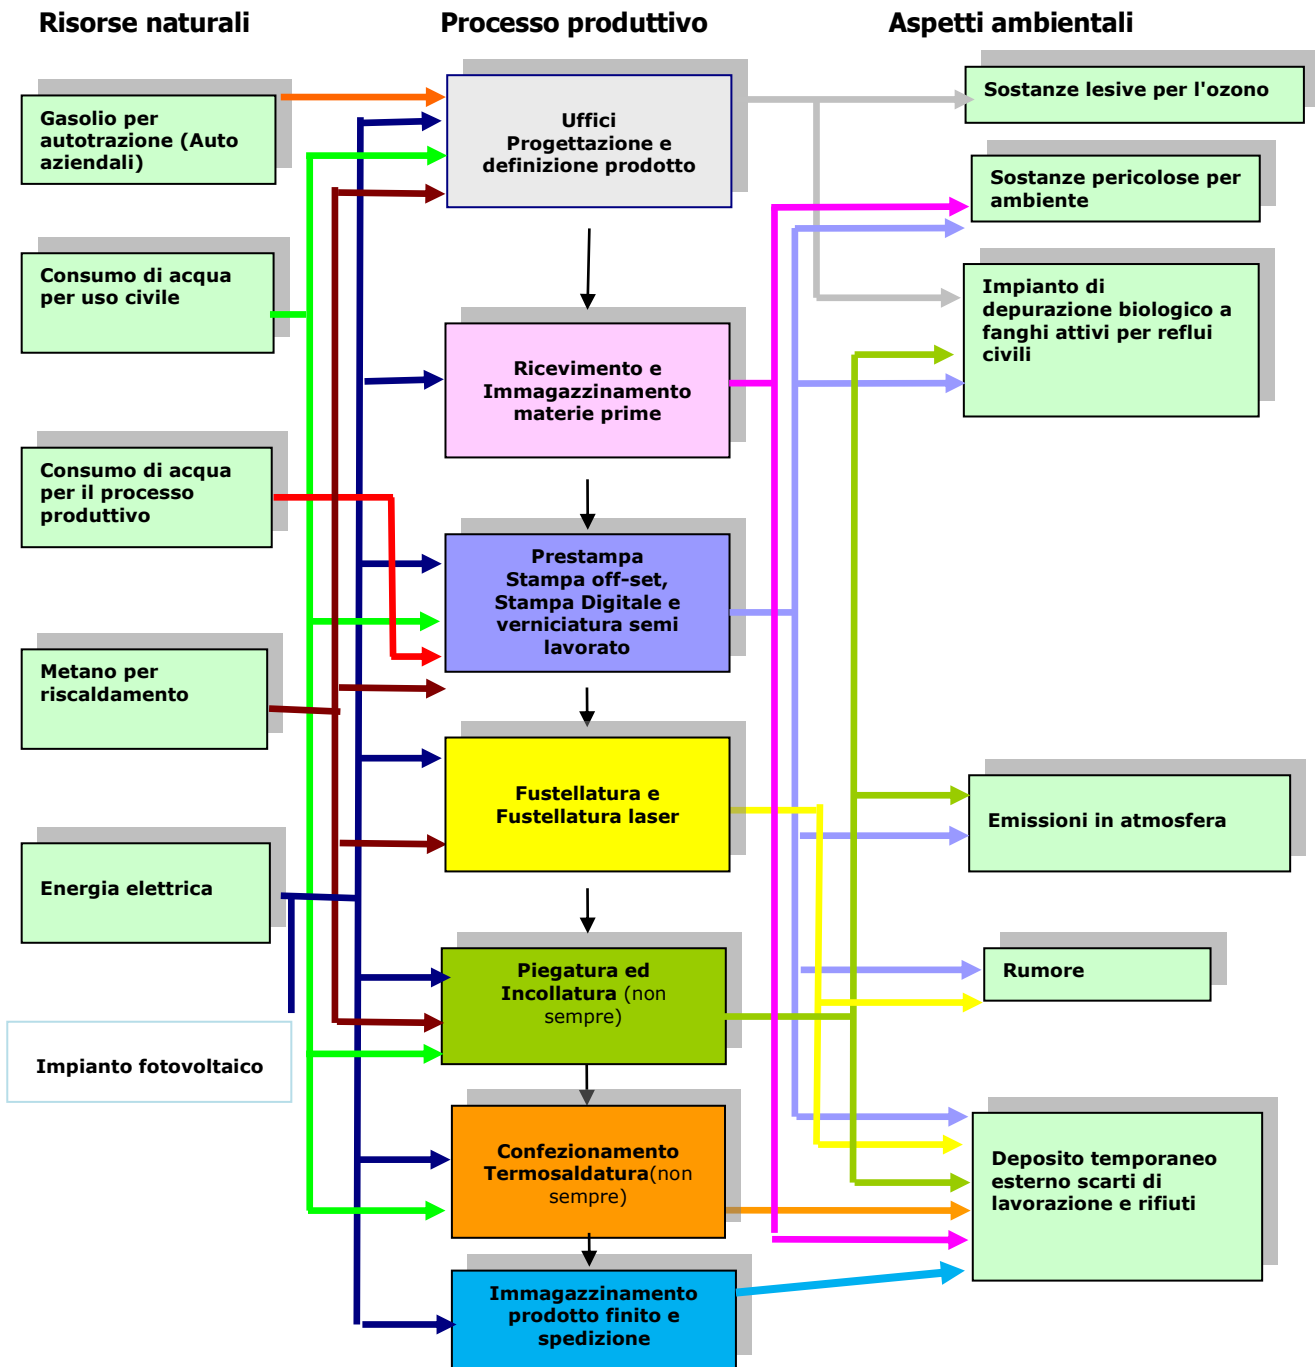 Risorse naturali
Processo produttivo
Aspetti ambientali
Gasolio per
autotrazione (Auto
aziendali)
Consumo di acqua
per uso civile
Consumo di acqua
per il processo
produttivo
Metano per
riscaldamento
Energia elettrica
Impianto fotovoltaico
Uffici
Progettazione e
definizione prodotto
Ricevimento e
Immagazzinamento
materie prime
Prestampa
Stampa off-set,
Stampa Digitale e
verniciatura semi
lavorato
Fustellatura e
Fustellatura laser
Piegatura ed
Incollatura (non
sempre)
Confezionamento
Termosaldatura(non
sempre)
Immagazzinamento
prodotto finito e
spedizione
Sostanze lesive per l'ozono
Sostanze pericolose per
ambiente
Impianto di
depurazione biologico a
fanghi attivi per reflui
civili
Emissioni in atmosfera
Rumore
Deposito temporaneo
esterno scarti di
lavorazione e rifiuti